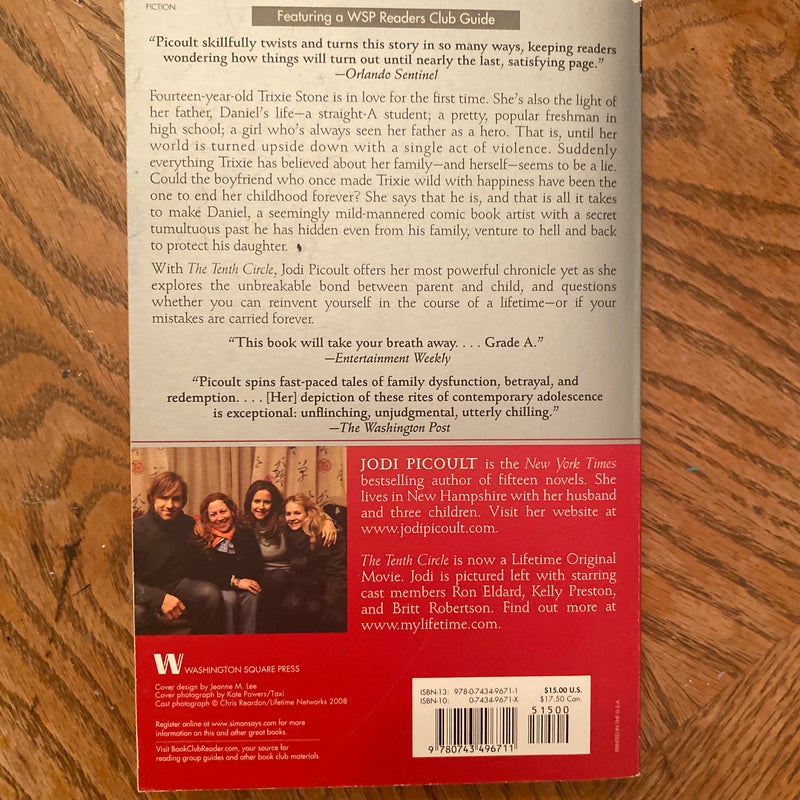 FICTION
Featuring a WSP Readers Club Guide
“Picoult skillfully twists and turns this story in so many ways, keeping readers
wondering how things will turn out until nearly the last, satisfying page.”
—Orlando Sentinel
Fourteen-year-old Trixie Stone is in love for the first time. She’s also the light of
her father, Daniel’s life—a straight-A student; a pretty, popular freshman in
high school; a girl who’s always seen her father as a hero. That is, until her
world is turned upside down with a single act of violence. Suddenly
everything Trixie has believed about her family—and herself—seems to be a lie.
Could the boyfriend who once made Trixie wild with happiness have been the
one to end her childhood forever? She says that he is, and that is all it takes
to make Daniel, a seemingly mild-mannered comic book artist with a secret
tumultuous past he has hidden even from his family, venture to hell and back
to protect his daughter.
With The Tenth Circle, Jodi Picoult offers her most powerful chronicle yet as she
explores the unbreakable bond between parent and child, and questions
whether you can reinvent yourself in the course of a lifetime—or if your
mistakes are carried forever.
“This book will take your breath away. . . . Grade A.”
—Entertainment Weekly
“Picoult spins fast-paced tales of family dysfunction, betrayal, and
redemption. . . . [Her] depiction of these rites of contemporary adolescence
is exceptional: unflinching, unjudgmental, utterly chilling.”
—The Washington Post
JODI PICOULT is the New York Times
bestselling author of fifteen novels. She
lives in New Hampshire with her husband
and three children. Visit her website at
www.jodipicoult.com.
The Tenth Circle is now a Lifetime Original
Movie. Jodi is pictured left with starring
cast members Ron Eldard, Kelly Preston,
and Britt Robertson. Find out more at
www.mylifetime.com.
W WASHINGTON SQUARE PRESS
Cover design by Jeanne M. Lee
Cover photograph by Kate Powers/Taxi
Cast photograph © Chris Reardon/Lifetime Networks 2008
Register online at www.simonsays.com for more
information on this and other great books.
Visit BookClubReader.com, your source for
reading group guides and other book club materials.
ISBN-13: 978-0-7434-9671-1 $15.00 U.S.
ISBN-10: 0-7434-9671-X $17.50 Can.
51500
9 780743 496711
PRINTED IN THE U.S.A.